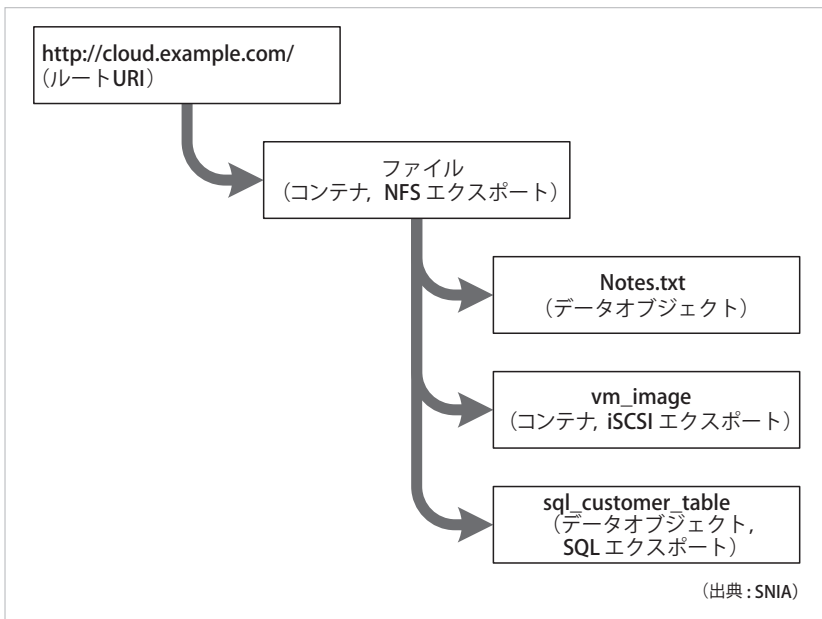 http://cloud.example.com/
（ルートURI）
ファイル
（コンテナ, NFS エクスポート）
Notes.txt
（データオブジェクト）
vm_image
（コンテナ, iSCSI エクスポート）
sql_customer_table
（データオブジェクト,
SQL エクスポート）
（出典 : SNIA）